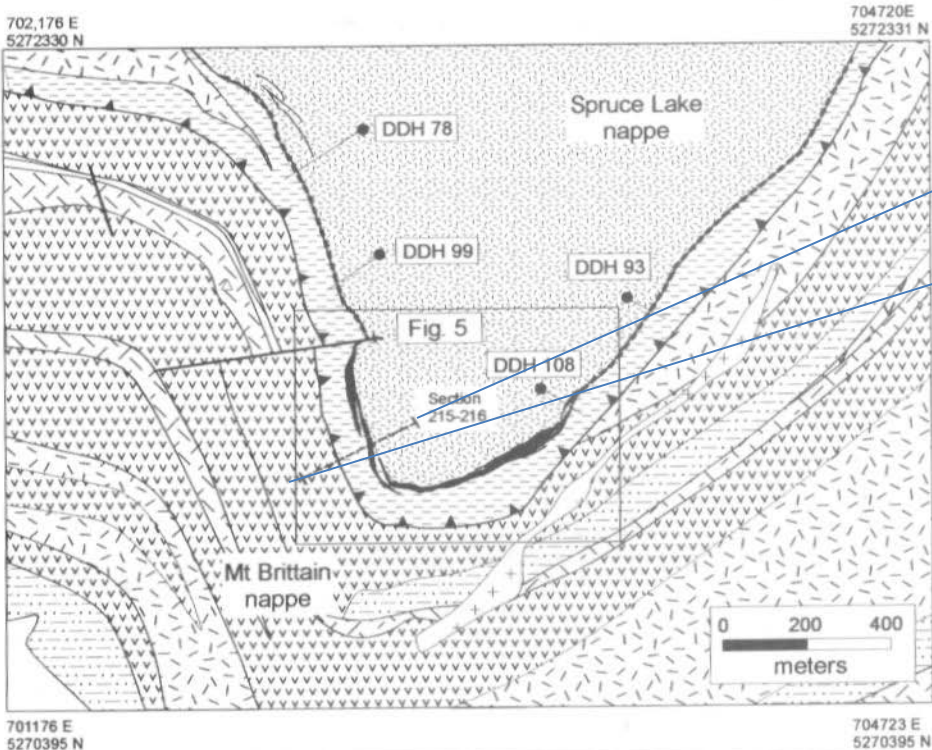 702,176 E
5272330 N
704720E
5272331 N
Spruce Lake
nappe
DDH 78
DDH 99
DDH 93
Fig. 5
DDH 108
Section
215-216
Mt Brittain
nappe
0 200 400
meters
701176 E
5270395 N
704723 E
5270395 N